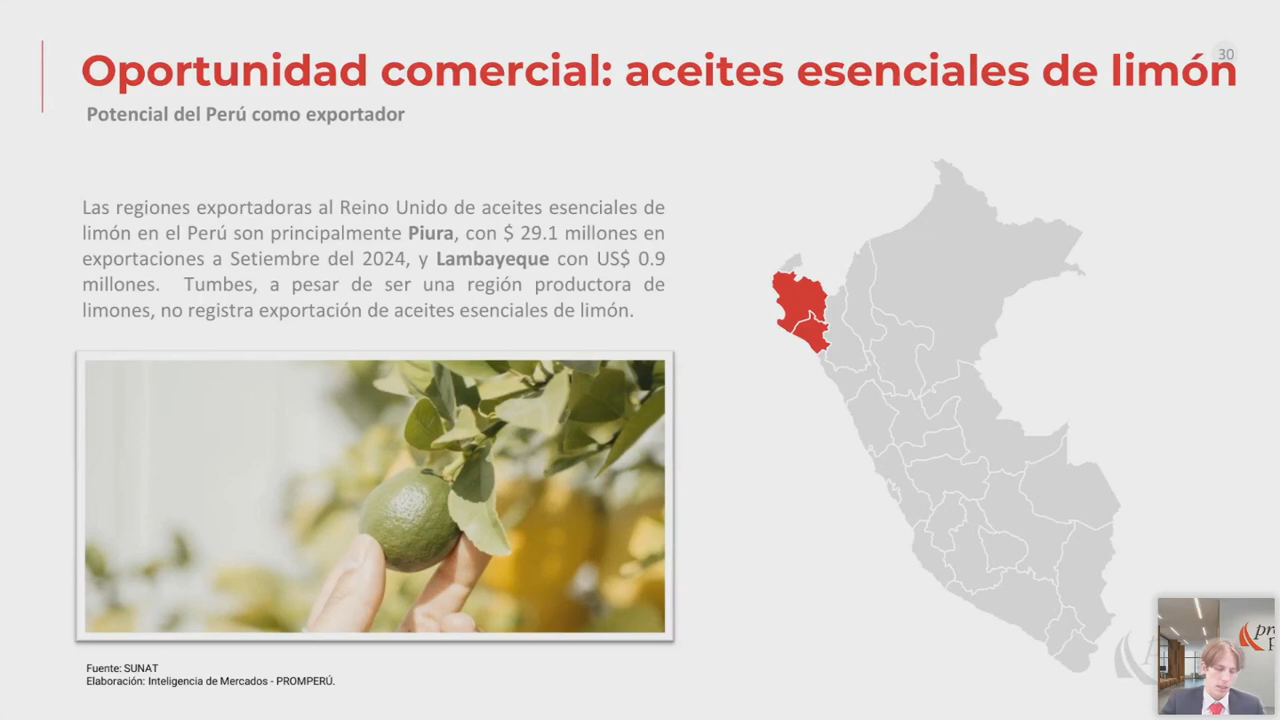 30
Oportunidad comercial: aceites esenciales de limón
Potencial del Perú como exportador
Las regiones exportadoras al Reino Unido de aceites esenciales de
limón en el Perú son principalmente Piura, con $ 29.1 millones en
exportaciones a Setiembre del 2024, y Lambayeque con US$ 0.9
millones. Tumbes, a pesar de ser una región productora de
limones, no registra exportación de aceites esenciales de limón.
Fuente: SUNAT
Elaboración: Inteligencia de Mercados - PROMPERÚ.